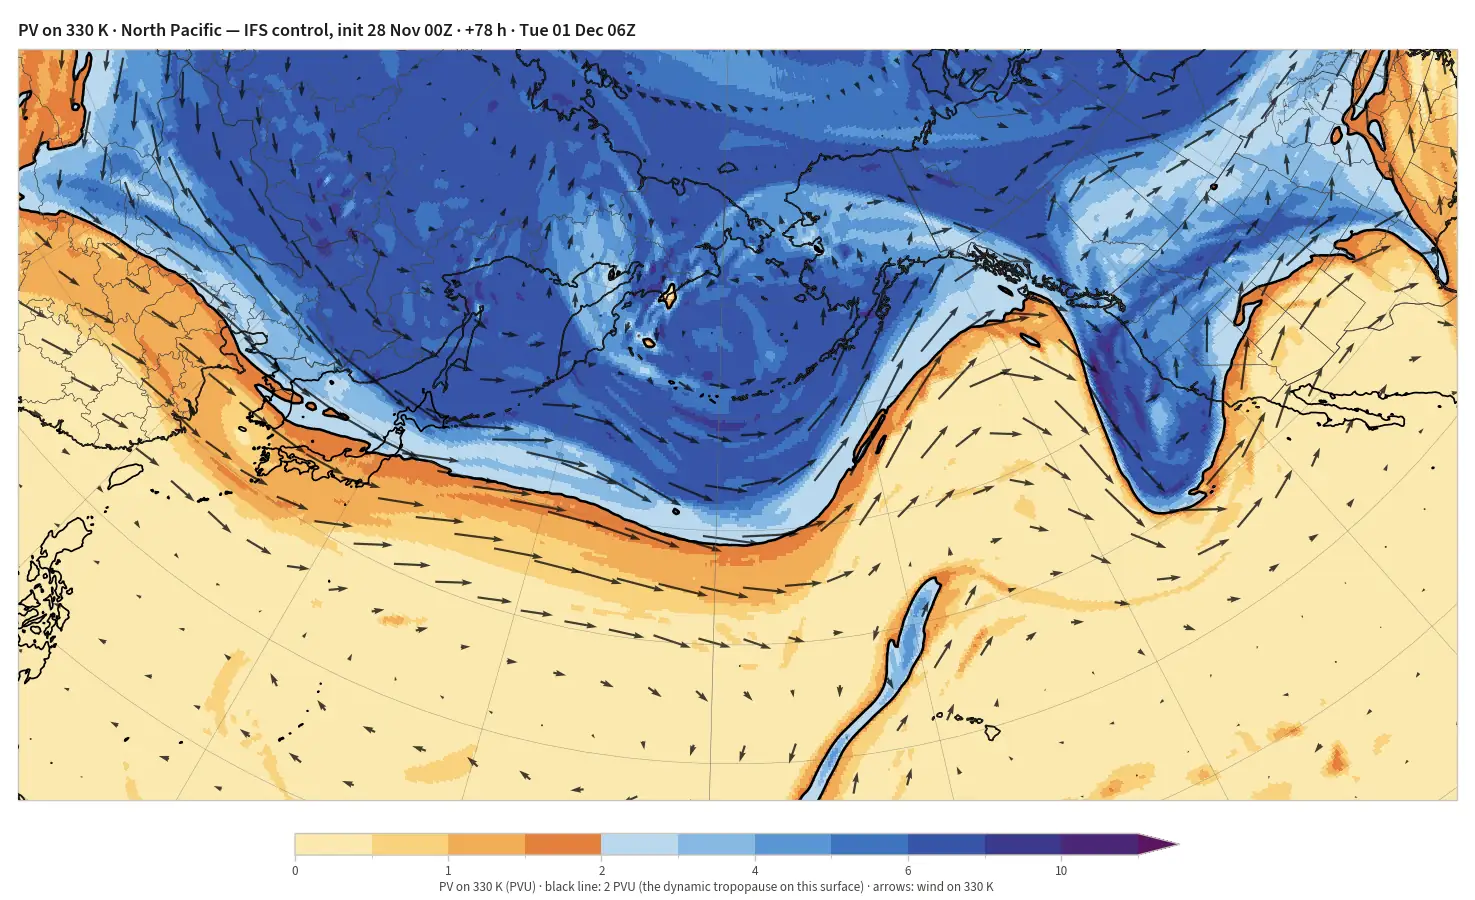 PV on 330 K · North Pacific — IFS control, init 28 Nov 00Z · +78 h · Tue 01 Dec 06Z
0 1 2 4 6 10
PV on 330 K (PVU) · black line: 2 PVU (the dynamic tropopause on this surface) · arrows: wind on 330 K